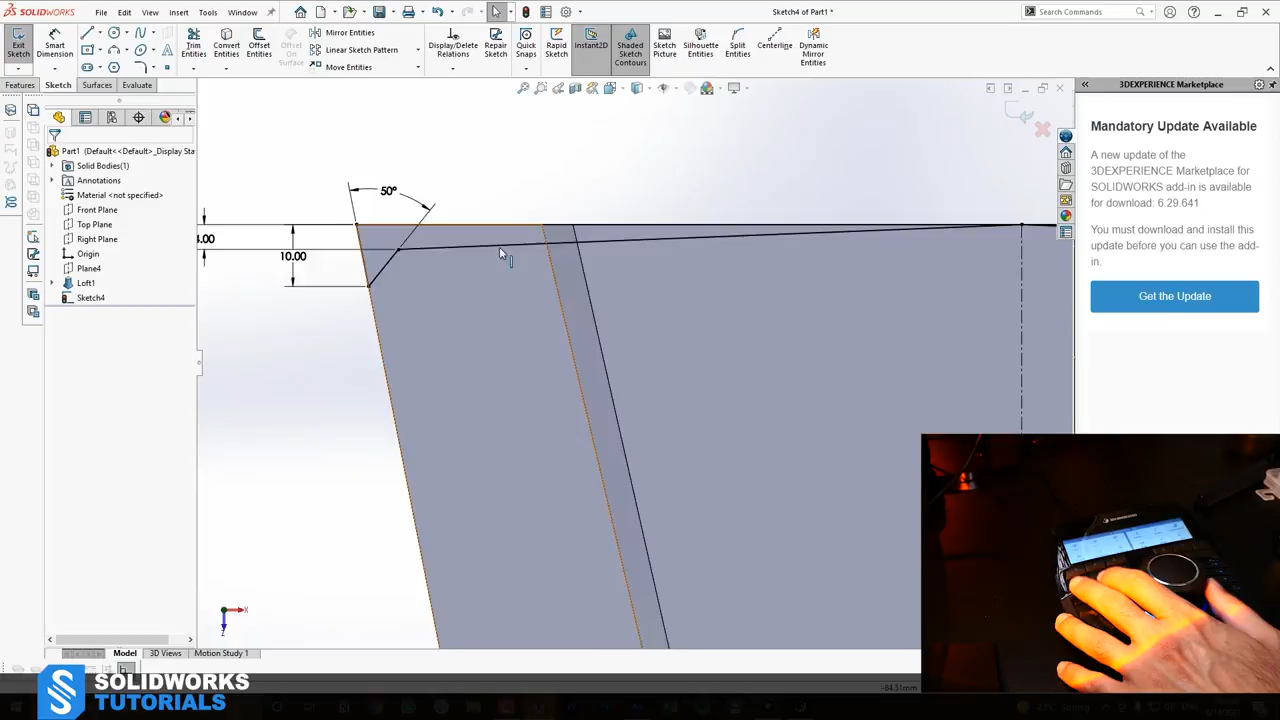 SOLIDWORKS
File Edit View Insert Tools Window
Sketch4 of Part1 *
Search Commands
Exit Sketch
Smart Dimension
Trim Entities
Convert Entities
Offset Entities
Offset On Surface
Mirror Entities
Linear Sketch Pattern
Move Entities
Display/Delete Relations
Repair Sketch
Quick Snaps
Rapid Sketch
Instant2D
Shaded Sketch Contours
Sketch Picture
Silhouette Entities
Split Entities
Centerline
Dynamic Mirror Entities
Features Sketch Surfaces Evaluate
3DEXPERIENCE Marketplace
Mandatory Update Available
A new update of the
3DEXPERIENCE Marketplace for
SOLIDWORKS add-in is available
for download: 6.29.641
You must download and install this
update before you can use the add-
in.
Get the Update
Part1 (Default<<Default>_Display Sta
Solid Bodies(1)
Annotations
Material <not specified>
Front Plane
Top Plane
Right Plane
Origin
Plane4
Loft1
Sketch4
50°
4.00
10.00
X
Z
Model 3D Views Motion Study 1
-84.51mm
SOLIDWORKS
TUTORIALS